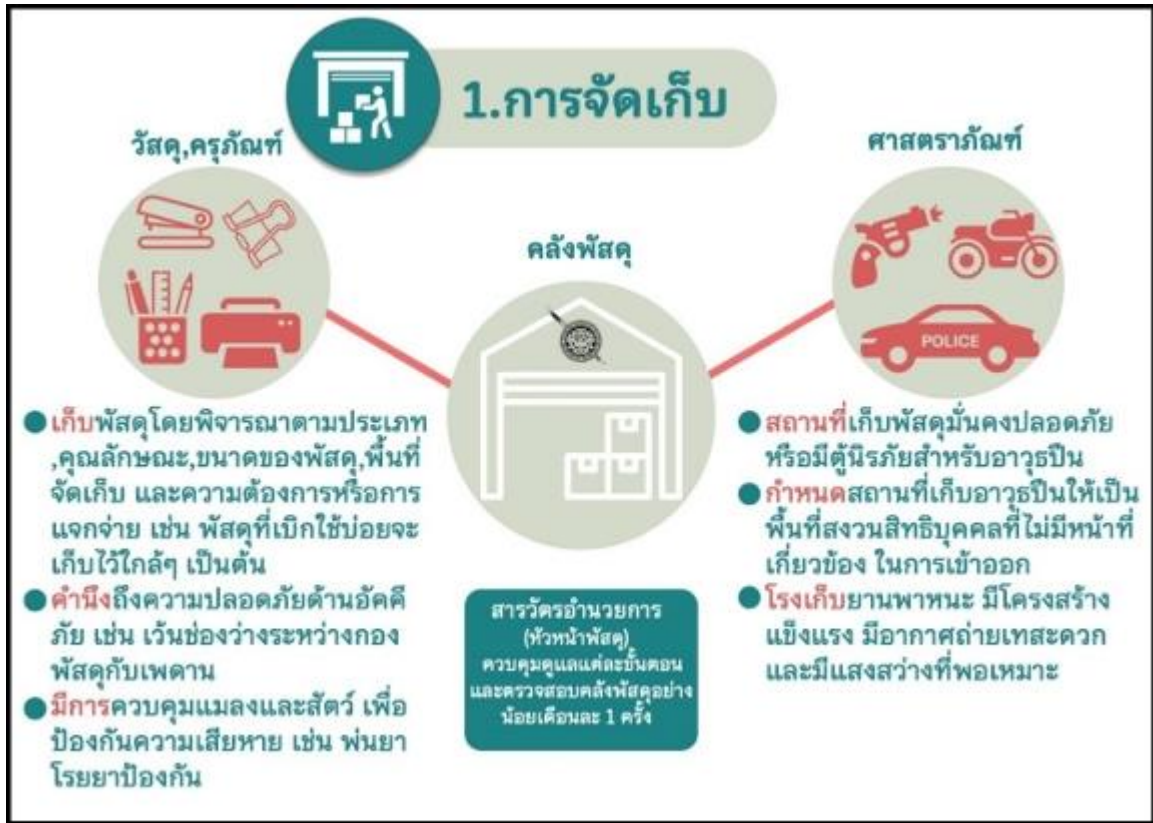 1.การจัดเก็บ
วัสดุ,ครุภัณฑ์
เก็บพัสดุโดยพิจารณาตามประเภท
,คุณลักษณะ,ขนาดของพัสดุ,พื้นที่
จัดเก็บ และความต้องการหรือการ
แจกจ่าย เช่น พัสดุที่เบิกใช้บ่อยจะ
เก็บไว้ใกล้ๆ เป็นต้น
คำนึงถึงความปลอดภัยด้านอัคคี
ภัย เช่น เว้นช่องว่างระหว่างกอง
พัสดุกับเพดาน
มีการควบคุมแมลงและสัตว์ เพื่อ
ป้องกันความเสียหาย เช่น พ่นยา
โรยยาป้องกัน
คลังพัสดุ
สารวัตรอำนวยการ
(หัวหน้าพัสดุ)
ควบคุมดูแลแต่ละขั้นตอน
และตรวจสอบคลังพัสดุอย่าง
น้อยเดือนละ 1 ครั้ง
ศาสตราภัณฑ์
POLICE
สถานที่เก็บพัสดุมั่นคงปลอดภัย
หรือมีตู้นิรภัยสำหรับอาวุธปืน
กำหนดสถานที่เก็บอาวุธปืนให้เป็น
พื้นที่สงวนสิทธิบุคคลที่ไม่มีหน้าที่
เกี่ยวข้อง ในการเข้าออก
โรงเก็บยานพาหนะ มีโครงสร้าง
แข็งแรง มีอากาศถ่ายเทสะดวก
และมีแสงสว่างที่พอเหมาะ